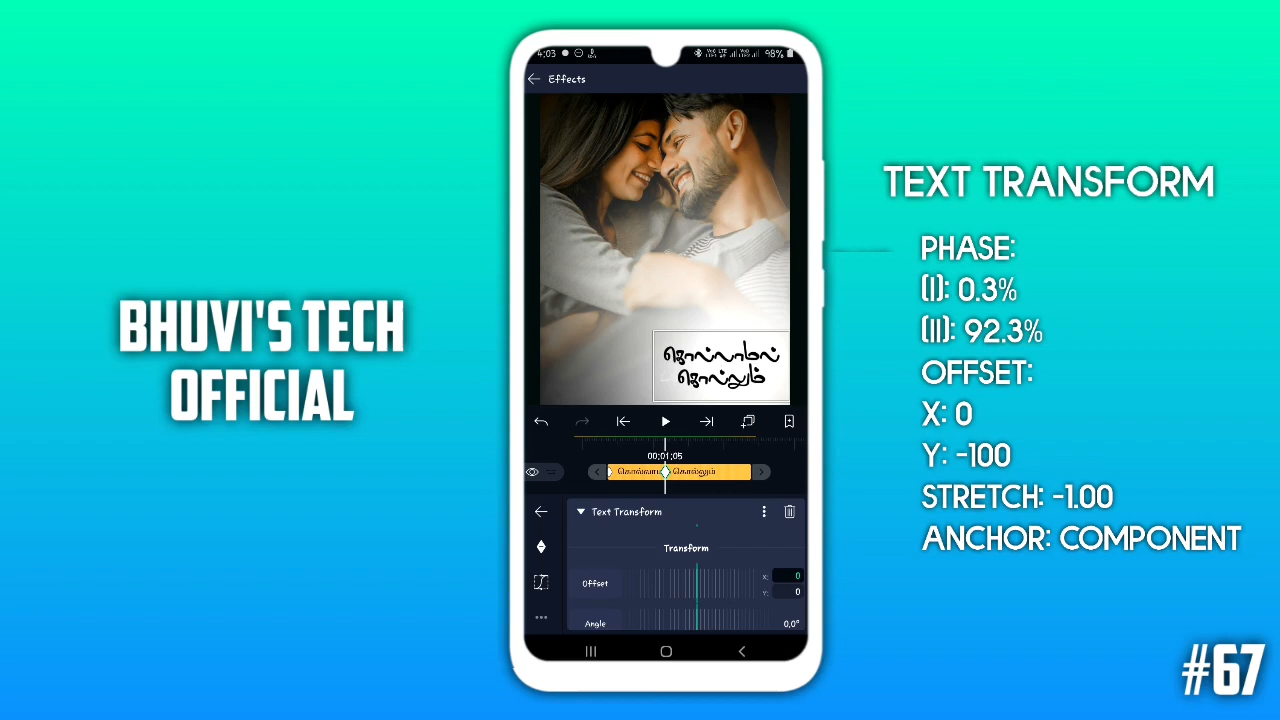 BHUVI'S TECH
OFFICIAL
4:03
98%
Effects
கொல்லாமல்
கொல்லும்
00:01:05
Text Transform
Transform
Offset
X: 0
Y: 0
Angle
0.0°
TEXT TRANSFORM
PHASE:
(I): 0.3%
(II): 92.3%
OFFSET:
X: 0
Y: -100
STRETCH: -1.00
ANCHOR: COMPONENT
#67